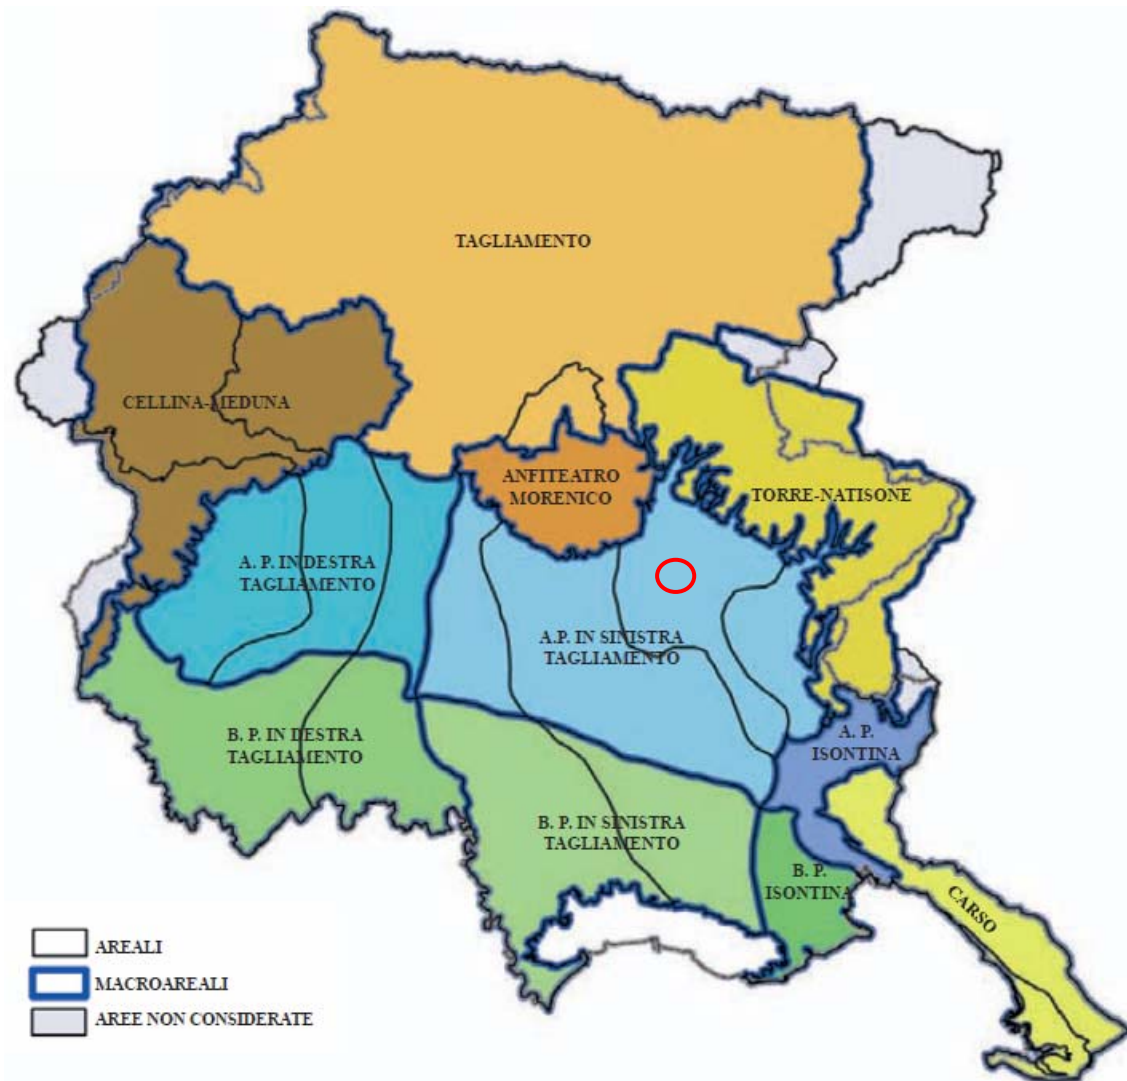 TAGLIAMENTO
CELLINA-MEDUNA
ANFITEATRO
MORENICO
TORRE-NATISONE
A. P. IN DESTRA
TAGLIAMENTO
A.P. IN SINISTRA
TAGLIAMENTO
B. P. IN DESTRA
TAGLIAMENTO
A. P.
ISONTINA
B. P. IN SINISTRA
TAGLIAMENTO
B. P.
ISONTINA
CARSO
AREALI
MACROAREALI
AREE NON CONSIDERATE